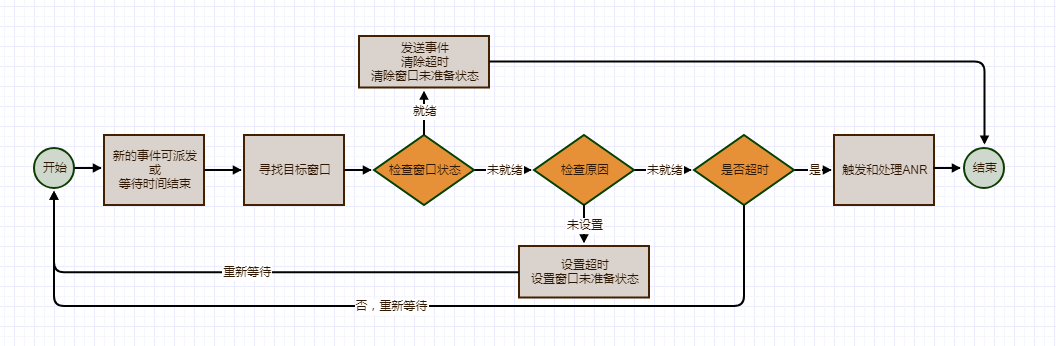 发送事件
清除超时
清除窗口未准备状态
就绪
开始
新的事件可派发
或
等待时间结束
寻找目标窗口
检查窗口状态
未就绪
检查原因
未就绪
是否超时
是
触发和处理ANR
结束
未设置
设置超时
设置窗口未准备状态
重新等待
否，重新等待